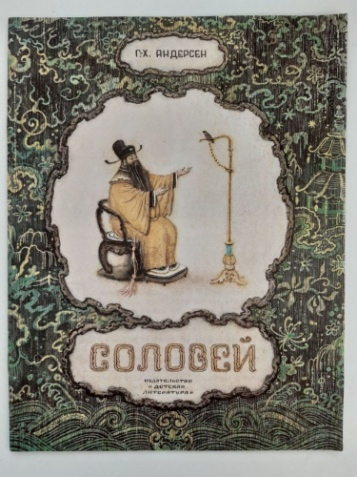 Г.Х. АНДЕРСЕН
СОЛОВЕЙ
ИЗДАТЕЛЬСТВО
«ДЕТСКАЯ
ЛИТЕРАТУРА»